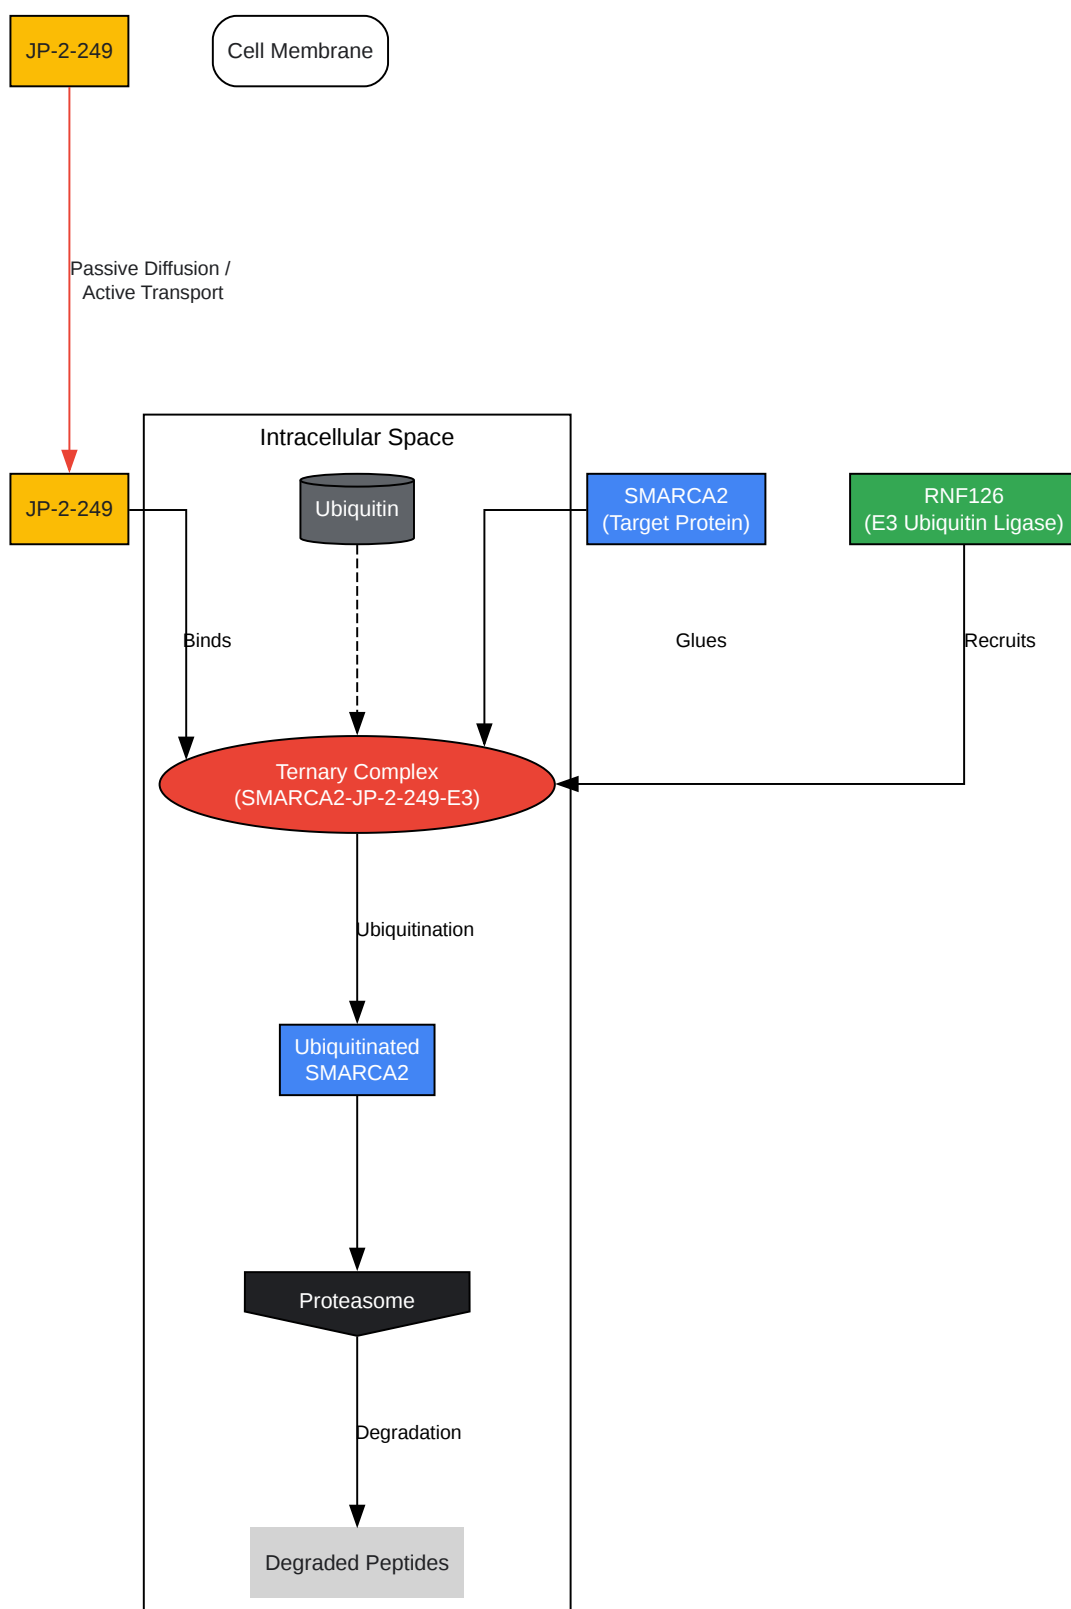 JP-2-249
Cell Membrane
Passive Diffusion /
Active Transport
Intracellular Space
JP-2-249
Ubiquitin
SMARCA2
(Target Protein)
RNF126
(E3 Ubiquitin Ligase)
Binds
Glues
Recruits
Ternary Complex
(SMARCA2-JP-2-249-E3)
Ubiquitination
Ubiquitinated
SMARCA2
Proteasome
Degradation
Degraded Peptides